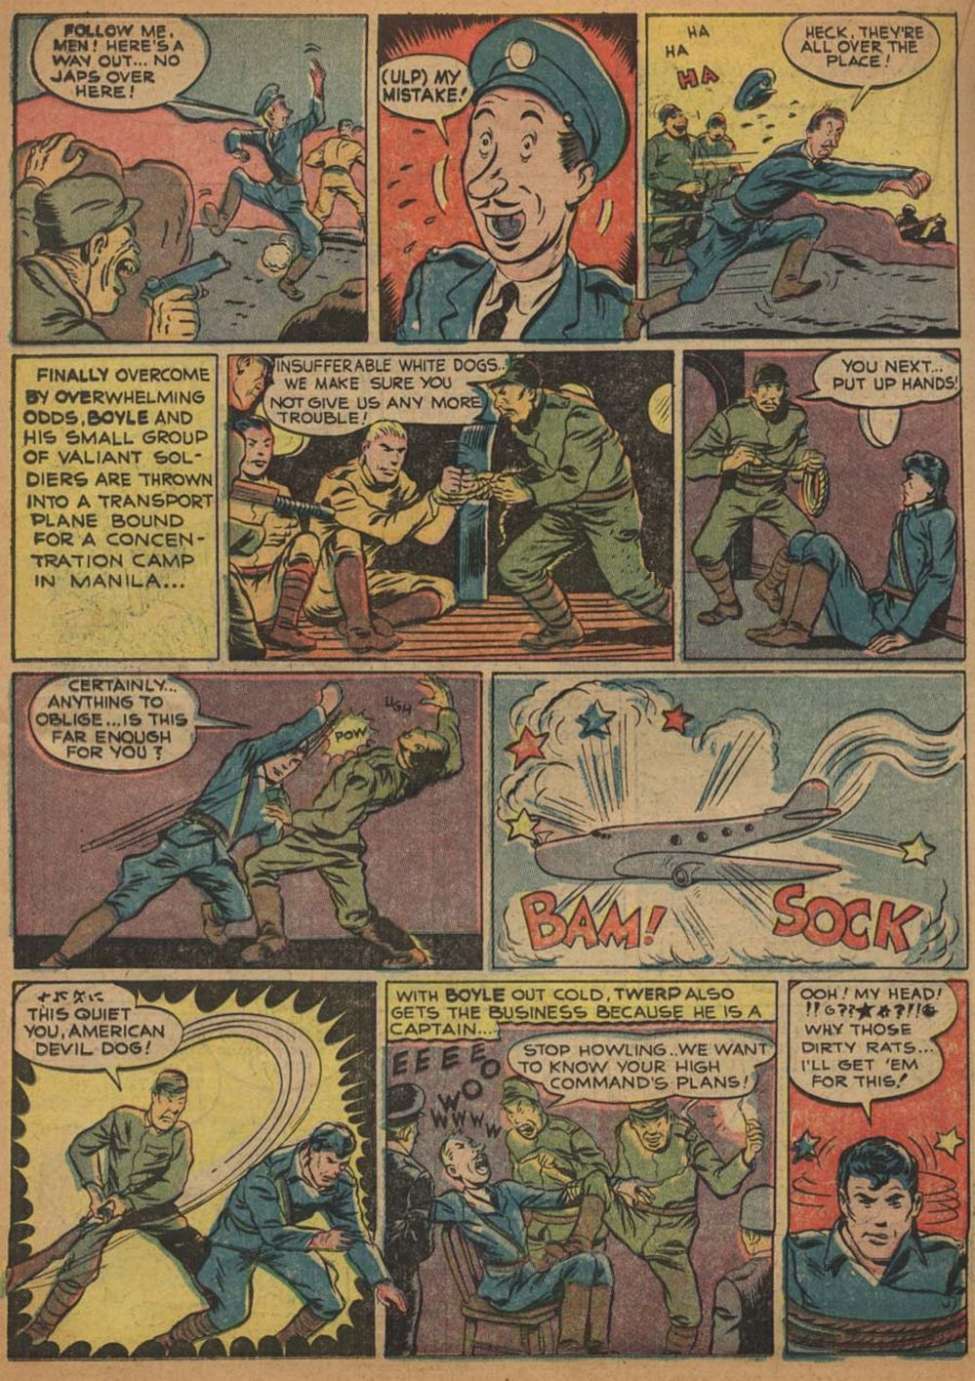 FOLLOW ME,
MEN! HERE'S A
WAY OUT... NO
JAPS OVER
HERE!
(ULP) MY
MISTAKE!
HA
HA
HA
HECK, THEY'RE
ALL OVER THE
PLACE!
FINALLY OVERCOME
BY OVERWHELMING
ODDS, BOYLE AND
HIS SMALL GROUP
OF VALIANT SOL-
DIERS ARE THROWN
INTO A TRANSPORT
PLANE BOUND
FOR A CONCEN-
TRATION CAMP
IN MANILA...
INSUFFERABLE WHITE DOGS..
WE MAKE SURE YOU
NOT GIVE US ANY MORE
TROUBLE!
YOU NEXT...
PUT UP HANDS!
CERTAINLY...
ANYTHING TO
OBLIGE...IS THIS
FAR ENOUGH
FOR YOU?
POW
UGH
BAM!
SOCK
THIS QUIET
YOU, AMERICAN
DEVIL DOG!
WITH BOYLE OUT COLD, TWERP ALSO
GETS THE BUSINESS BECAUSE HE IS A
CAPTAIN...
EEEEOO
WOWWWW
STOP HOWLING..WE WANT
TO KNOW YOUR HIGH
COMMAND'S PLANS!
OOH! MY HEAD!
WHY THOSE
DIRTY RATS...
I'LL GET 'EM
FOR THIS!